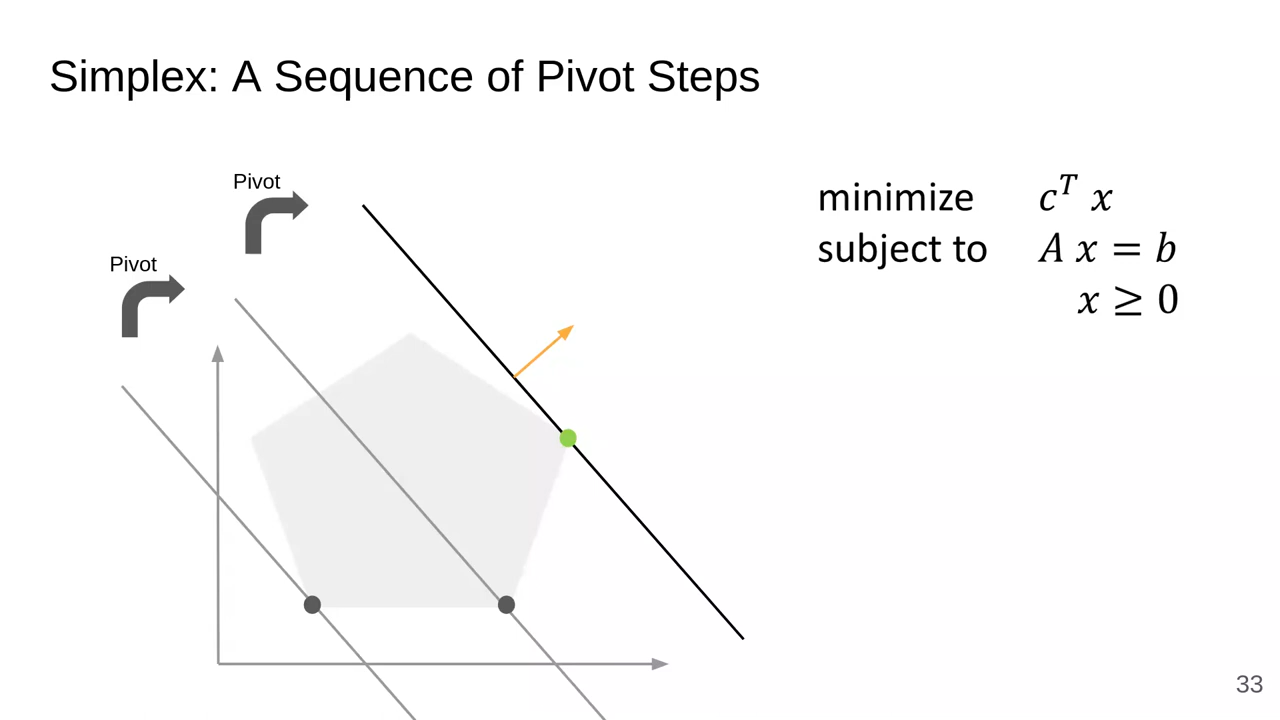 Simplex: A Sequence of Pivot Steps
Pivot
Pivot
minimize c^T x
subject to A x = b
x ≥ 0
33